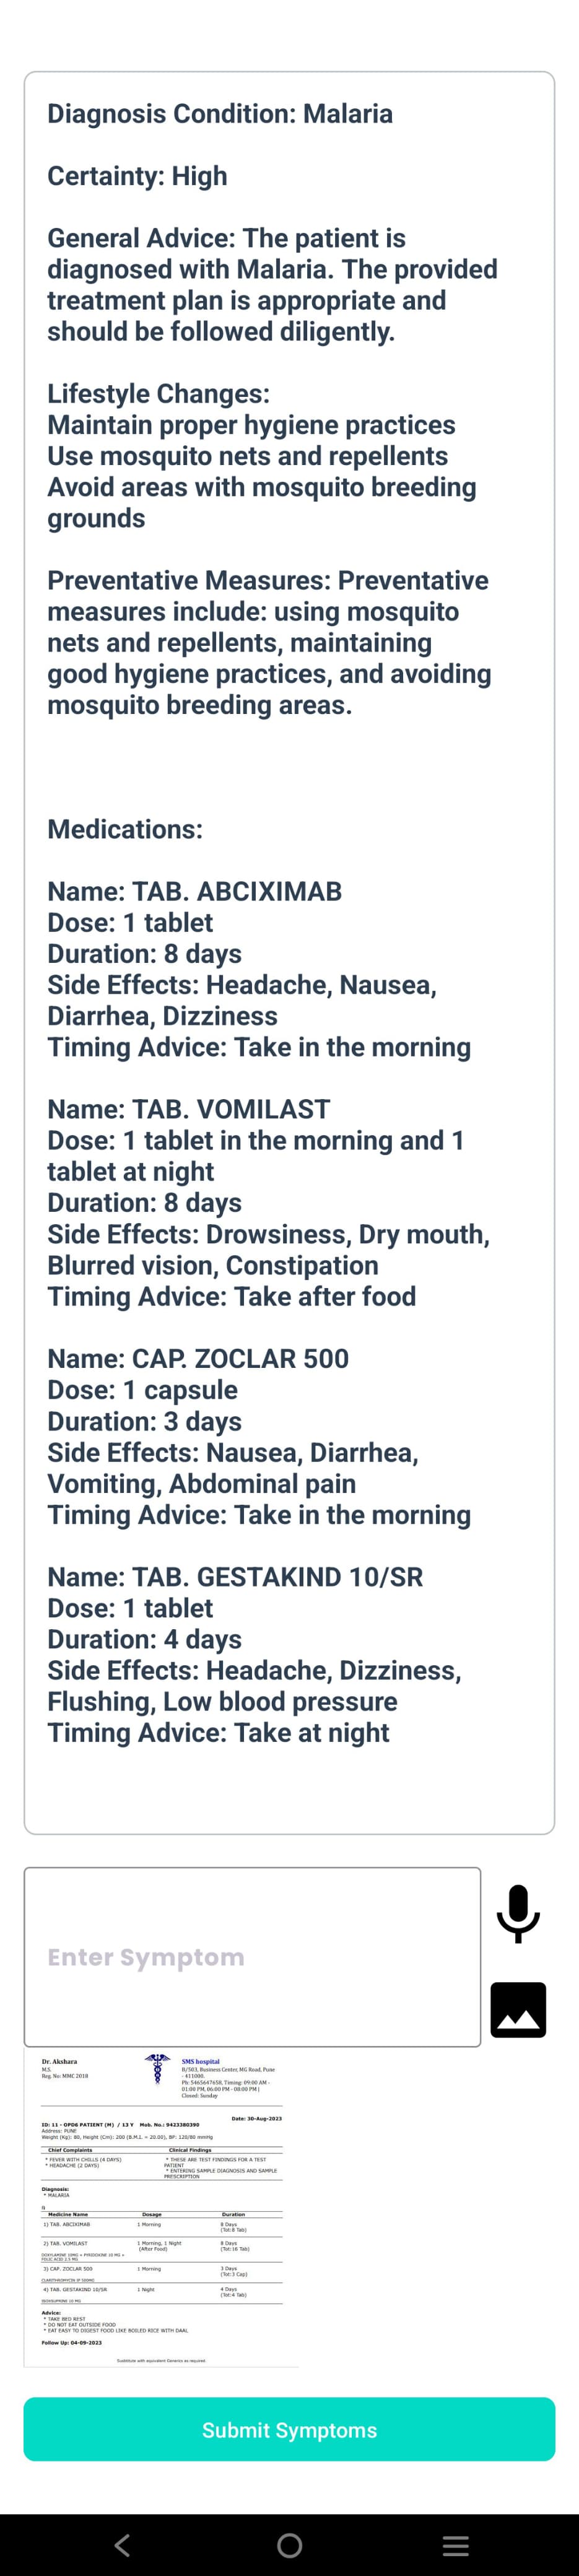 Diagnosis Condition: Malaria
Certainty: High
General Advice: The patient is
diagnosed with Malaria. The provided
treatment plan is appropriate and
should be followed diligently.
Lifestyle Changes:
Maintain proper hygiene practices
Use mosquito nets and repellents
Avoid areas with mosquito breeding
grounds
Preventative Measures: Preventative
measures include: using mosquito
nets and repellents, maintaining
good hygiene practices, and avoiding
mosquito breeding areas.
Medications:
Name: TAB. ABCIXIMAB
Dose: 1 tablet
Duration: 8 days
Side Effects: Headache, Nausea,
Diarrhea, Dizziness
Timing Advice: Take in the morning
Name: TAB. VOMILAST
Dose: 1 tablet in the morning and 1
tablet at night
Duration: 8 days
Side Effects: Drowsiness, Dry mouth,
Blurred vision, Constipation
Timing Advice: Take after food
Name: CAP. ZOCLAR 500
Dose: 1 capsule
Duration: 3 days
Side Effects: Nausea, Diarrhea,
Vomiting, Abdominal pain
Timing Advice: Take in the morning
Name: TAB. GESTAKIND 10/SR
Dose: 1 tablet
Duration: 4 days
Side Effects: Headache, Dizziness,
Flushing, Low blood pressure
Timing Advice: Take at night
Enter Symptom
Dr. Akshara
M.S.
Reg. No: MMC 2018
SMS hospital
B/503, Business Center, MG Road, Pune
- 411000.
Ph: 5465647658, Timing: 09:00 AM -
01:00 PM, 06:00 PM - 08:00 PM |
Closed: Sunday
Date: 30-Aug-2023
ID: 11 - OPD6 PATIENT (M) / 13 Y Mob. No.: 9423380390
Address: PUNE
Weight (Kg): 80, Height (Cm): 200 (B.M.I. = 20.00), BP: 120/80 mmHg
Chief Complaints Clinical Findings
* FEVER WITH CHILLS (4 DAYS)
* HEADACHE (2 DAYS)
* THESE ARE TEST FINDINGS FOR A TEST
PATIENT
* ENTERING SAMPLE DIAGNOSIS AND SAMPLE
PRESCRIPTION
Diagnosis:
* MALARIA
R
Medicine Name Dosage Duration
1) TAB. ABCIXIMAB 1 Morning 8 Days
(Tot:8 Tab)
2) TAB. VOMILAST 1 Morning, 1 Night 8 Days
(After Food) (Tot:16 Tab)
DOXYLAMINE 10MG + PYRIDOXINE 10 MG +
FOLIC ACID 2.5 MG
3) CAP. ZOCLAR 500 1 Morning 3 Days
(Tot:3 Cap)
CLARITHROMYCIN IP 500MG
4) TAB. GESTAKIND 10/SR 1 Night 4 Days
(Tot:4 Tab)
ISOXSUPRINE 10 MG
Advice:
* TAKE BED REST
* DO NOT EAT OUTSIDE FOOD
* EAT EASY TO DIGEST FOOD LIKE BOILED RICE WITH DAAL
Follow Up: 04-09-2023
Substitute with equivalent Generics as required.
Submit Symptoms